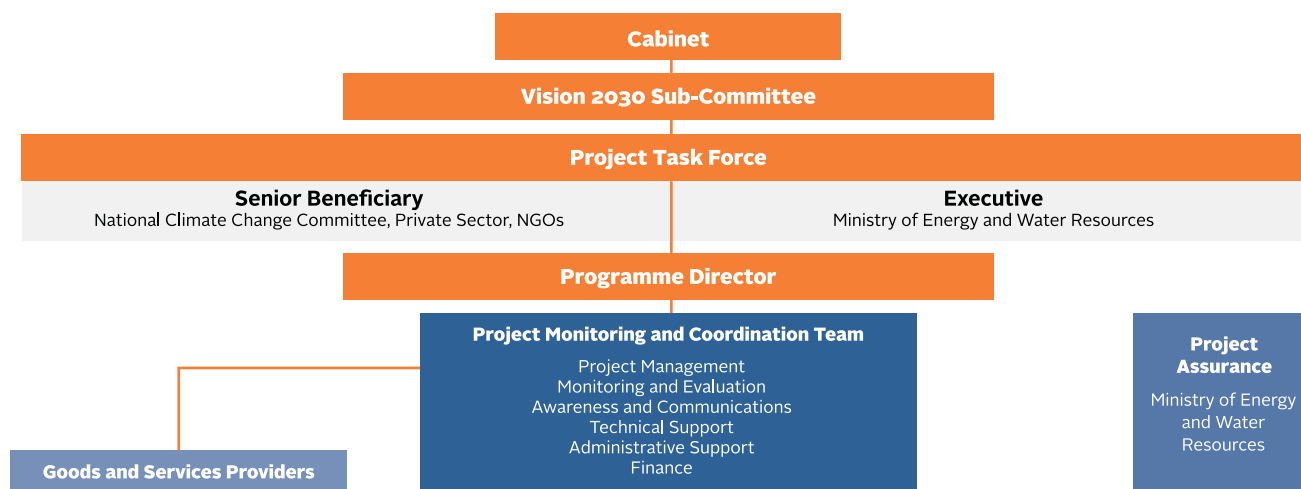 Cabinet
Vision 2030 Sub-Committee
Project Task Force
Senior Beneficiary
National Climate Change Committee, Private Sector, NGOs
Executive
Ministry of Energy and Water Resources
Programme Director
Project Monitoring and Coordination Team
Project Management
Monitoring and Evaluation
Awareness and Communications
Technical Support
Administrative Support
Finance
Project
Assurance
Ministry of Energy
and Water
Resources
Goods and Services Providers